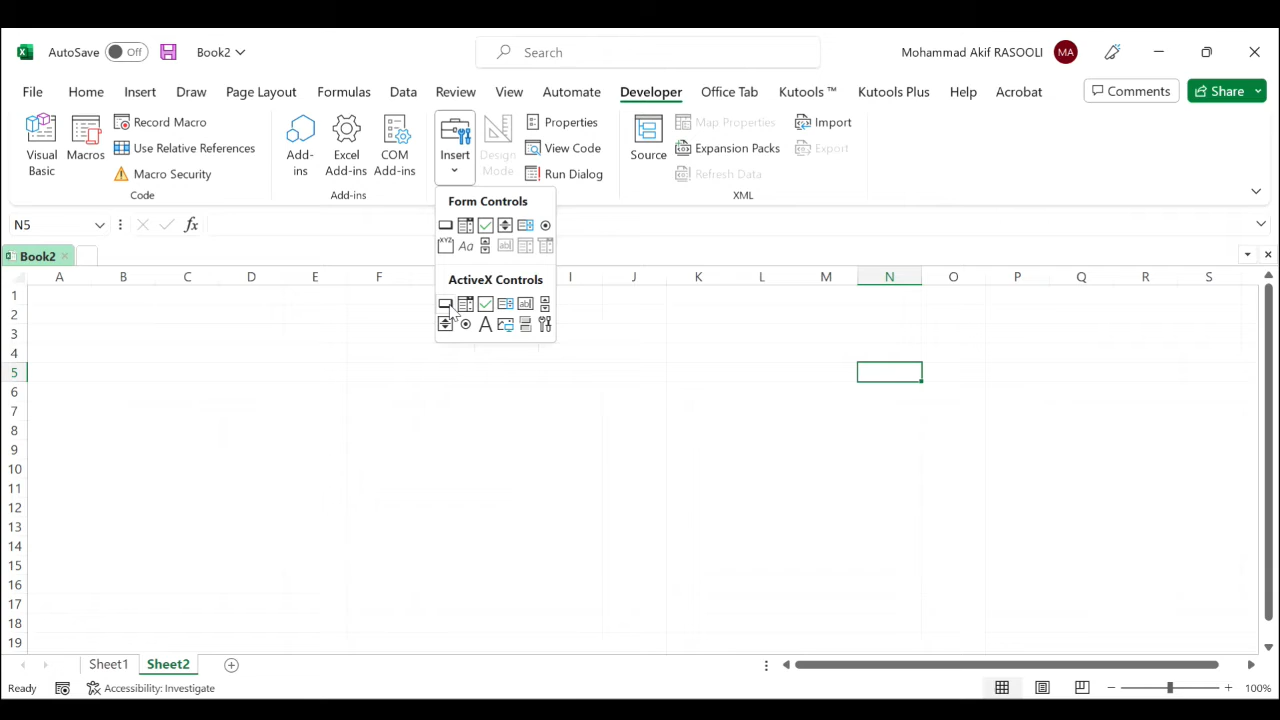 AutoSave Off Book2 Search Mohammad Akif RASOOLI MA
File Home Insert Draw Page Layout Formulas Data Review View Automate Developer Office Tab Kutools ™ Kutools Plus Help Acrobat Comments Share
Visual Basic
Macros
Record Macro
Use Relative References
Macro Security
Code
Add-ins
Excel Add-ins
COM Add-ins
Add-ins
Insert
Design Mode
Properties
View Code
Run Dialog
Source
Map Properties
Expansion Packs
Refresh Data
Import
Export
XML
Form Controls
XYZ Aa ab|
ActiveX Controls
ab|
A
N5 fx
Book2
A B C D E F I J K L M N O P Q R S
1
2
3
4
5
6
7
8
9
10
11
12
13
14
15
16
17
18
19
Sheet1 Sheet2
Ready Accessibility: Investigate 100%